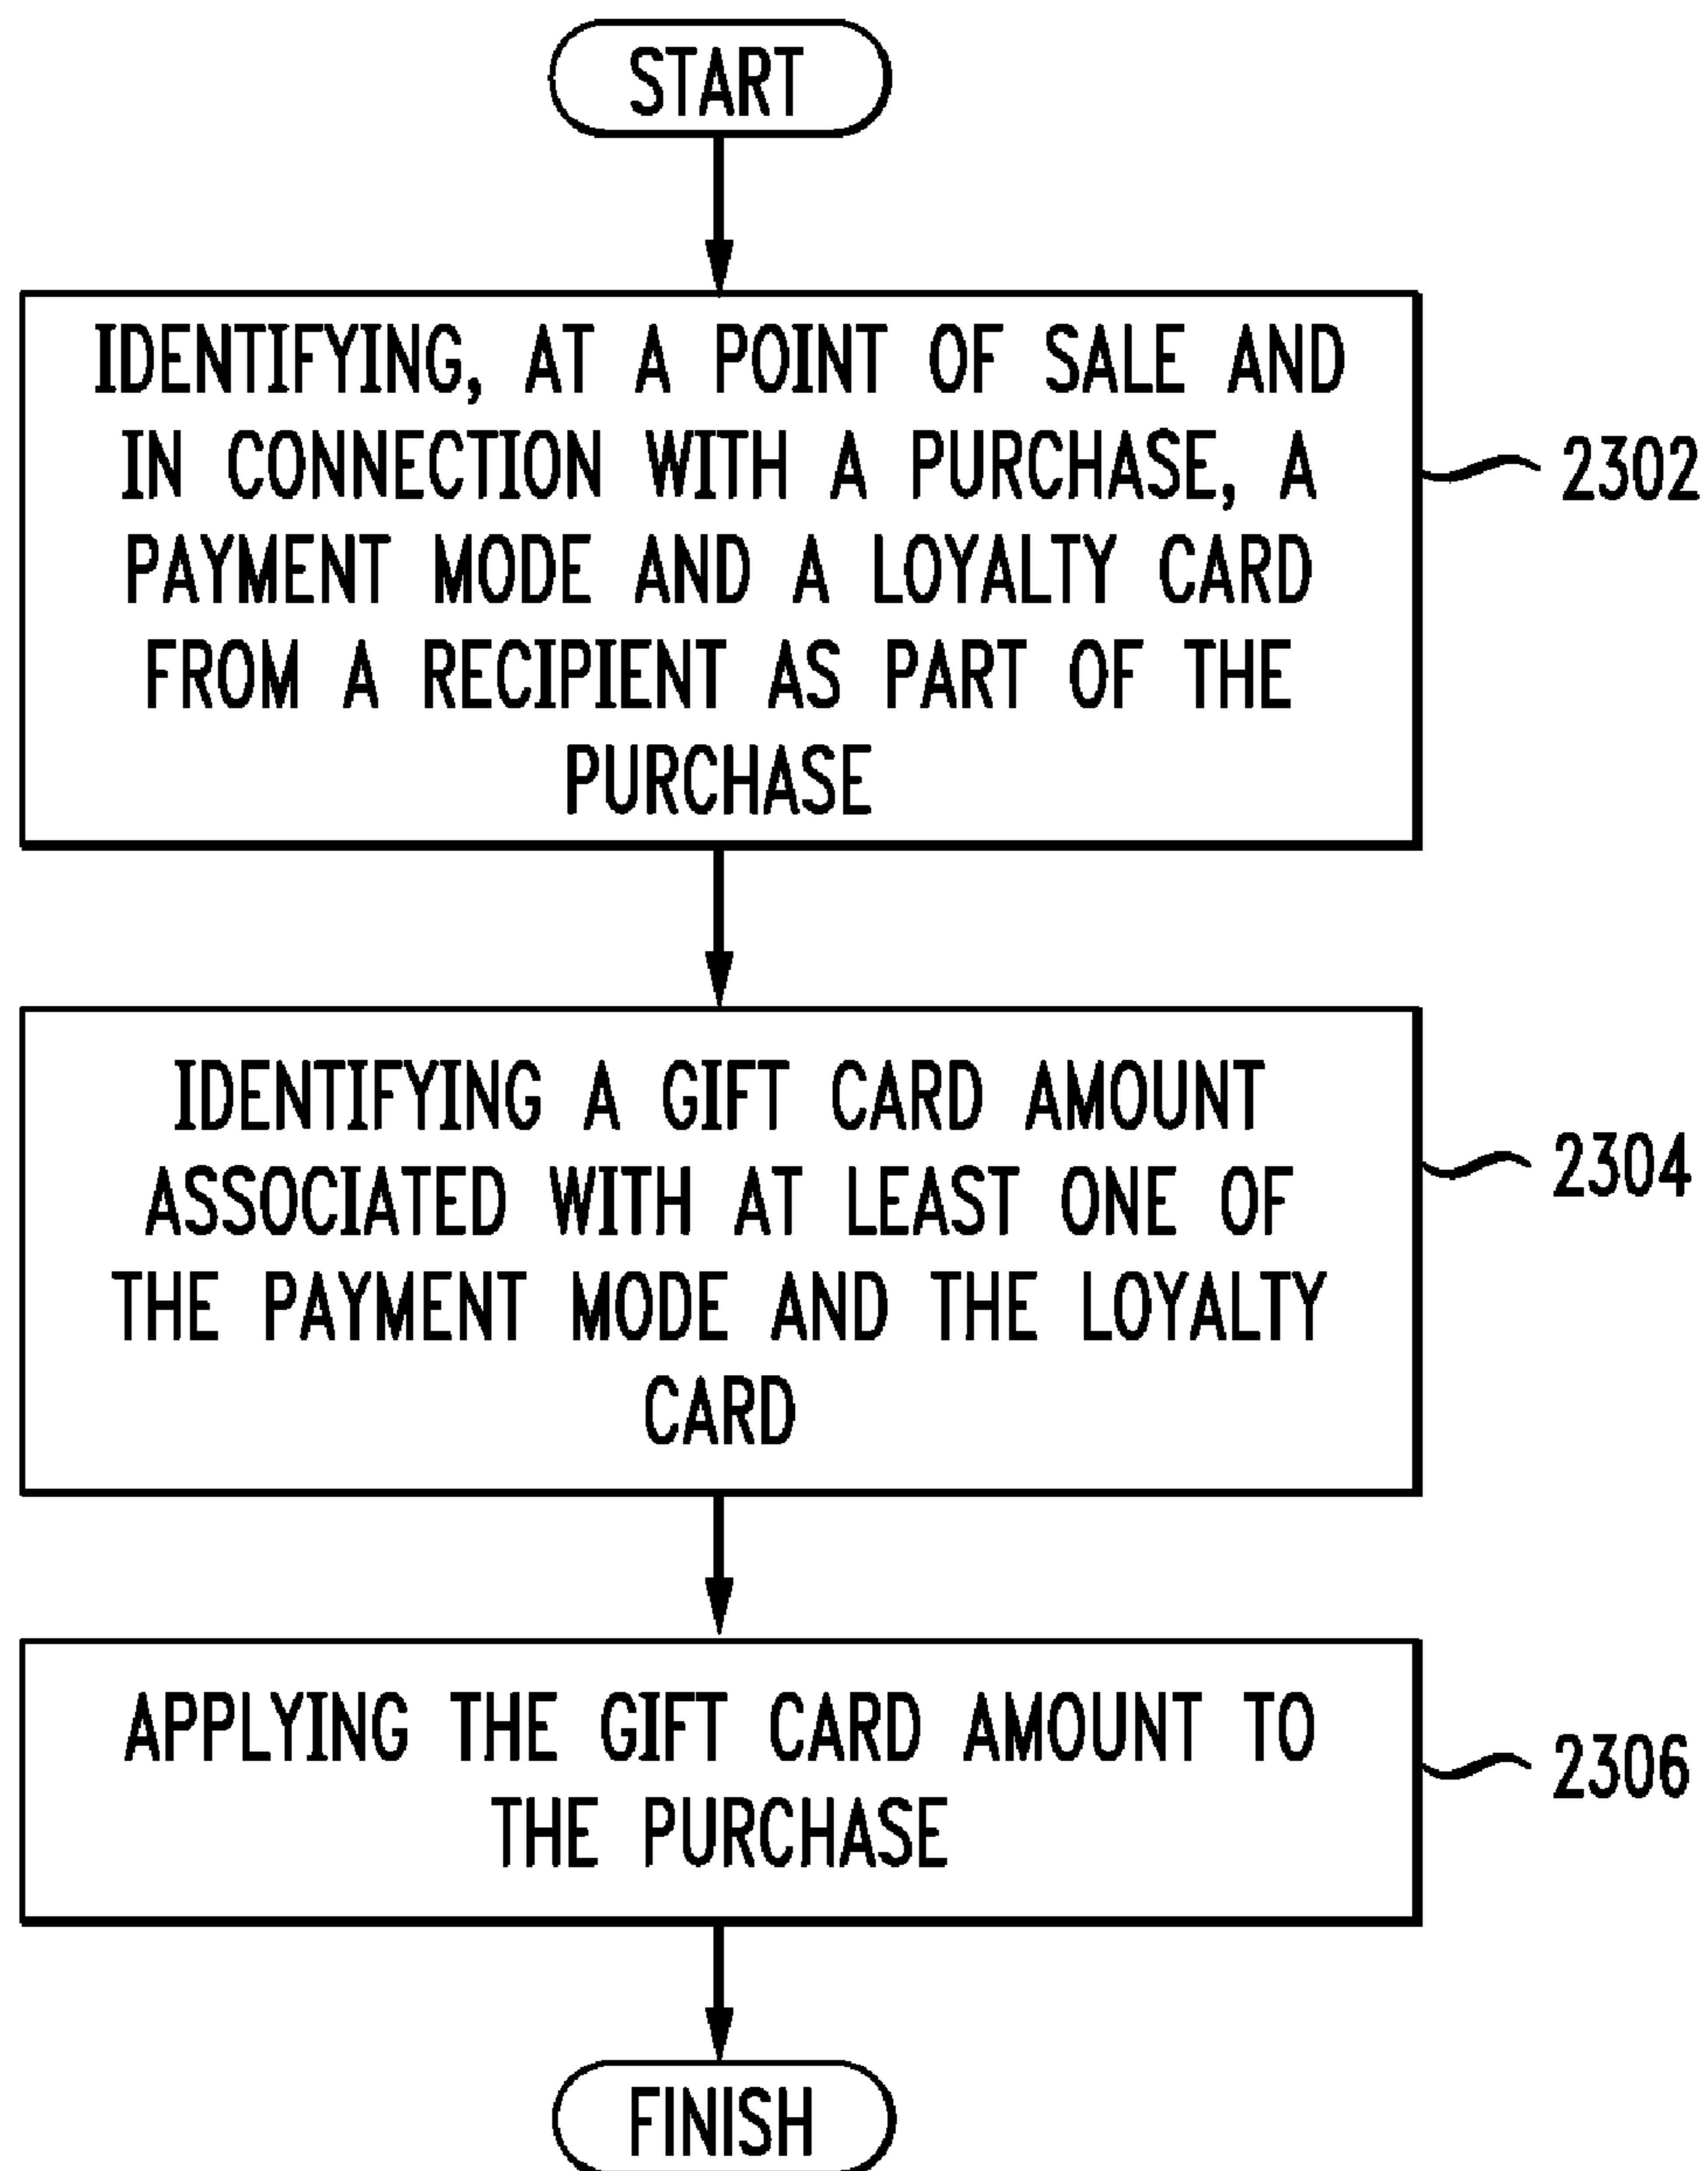 START
IDENTIFYING, AT A POINT OF SALE AND
IN CONNECTION WITH A PURCHASE, A
PAYMENT MODE AND A LOYALTY CARD
FROM A RECIPIENT AS PART OF THE
PURCHASE
2302
IDENTIFYING A GIFT CARD AMOUNT
ASSOCIATED WITH AT LEAST ONE OF
THE PAYMENT MODE AND THE LOYALTY
CARD
2304
APPLYING THE GIFT CARD AMOUNT TO
THE PURCHASE
2306
FINISH